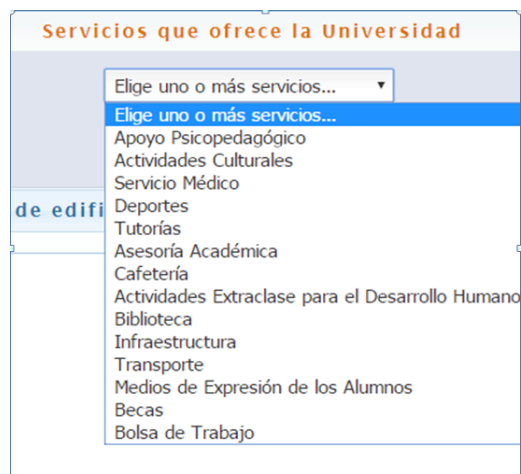 Servicios que ofrece la Universidad
Elige uno o más servicios...
Elige uno o más servicios...
Apoyo Psicopedagógico
Actividades Culturales
Servicio Médico
de edifi
Deportes
Tutorías
Asesoría Académica
Cafetería
Actividades Extraclase para el Desarrollo Humano
Biblioteca
Infraestructura
Transporte
Medios de Expresión de los Alumnos
Becas
Bolsa de Trabajo